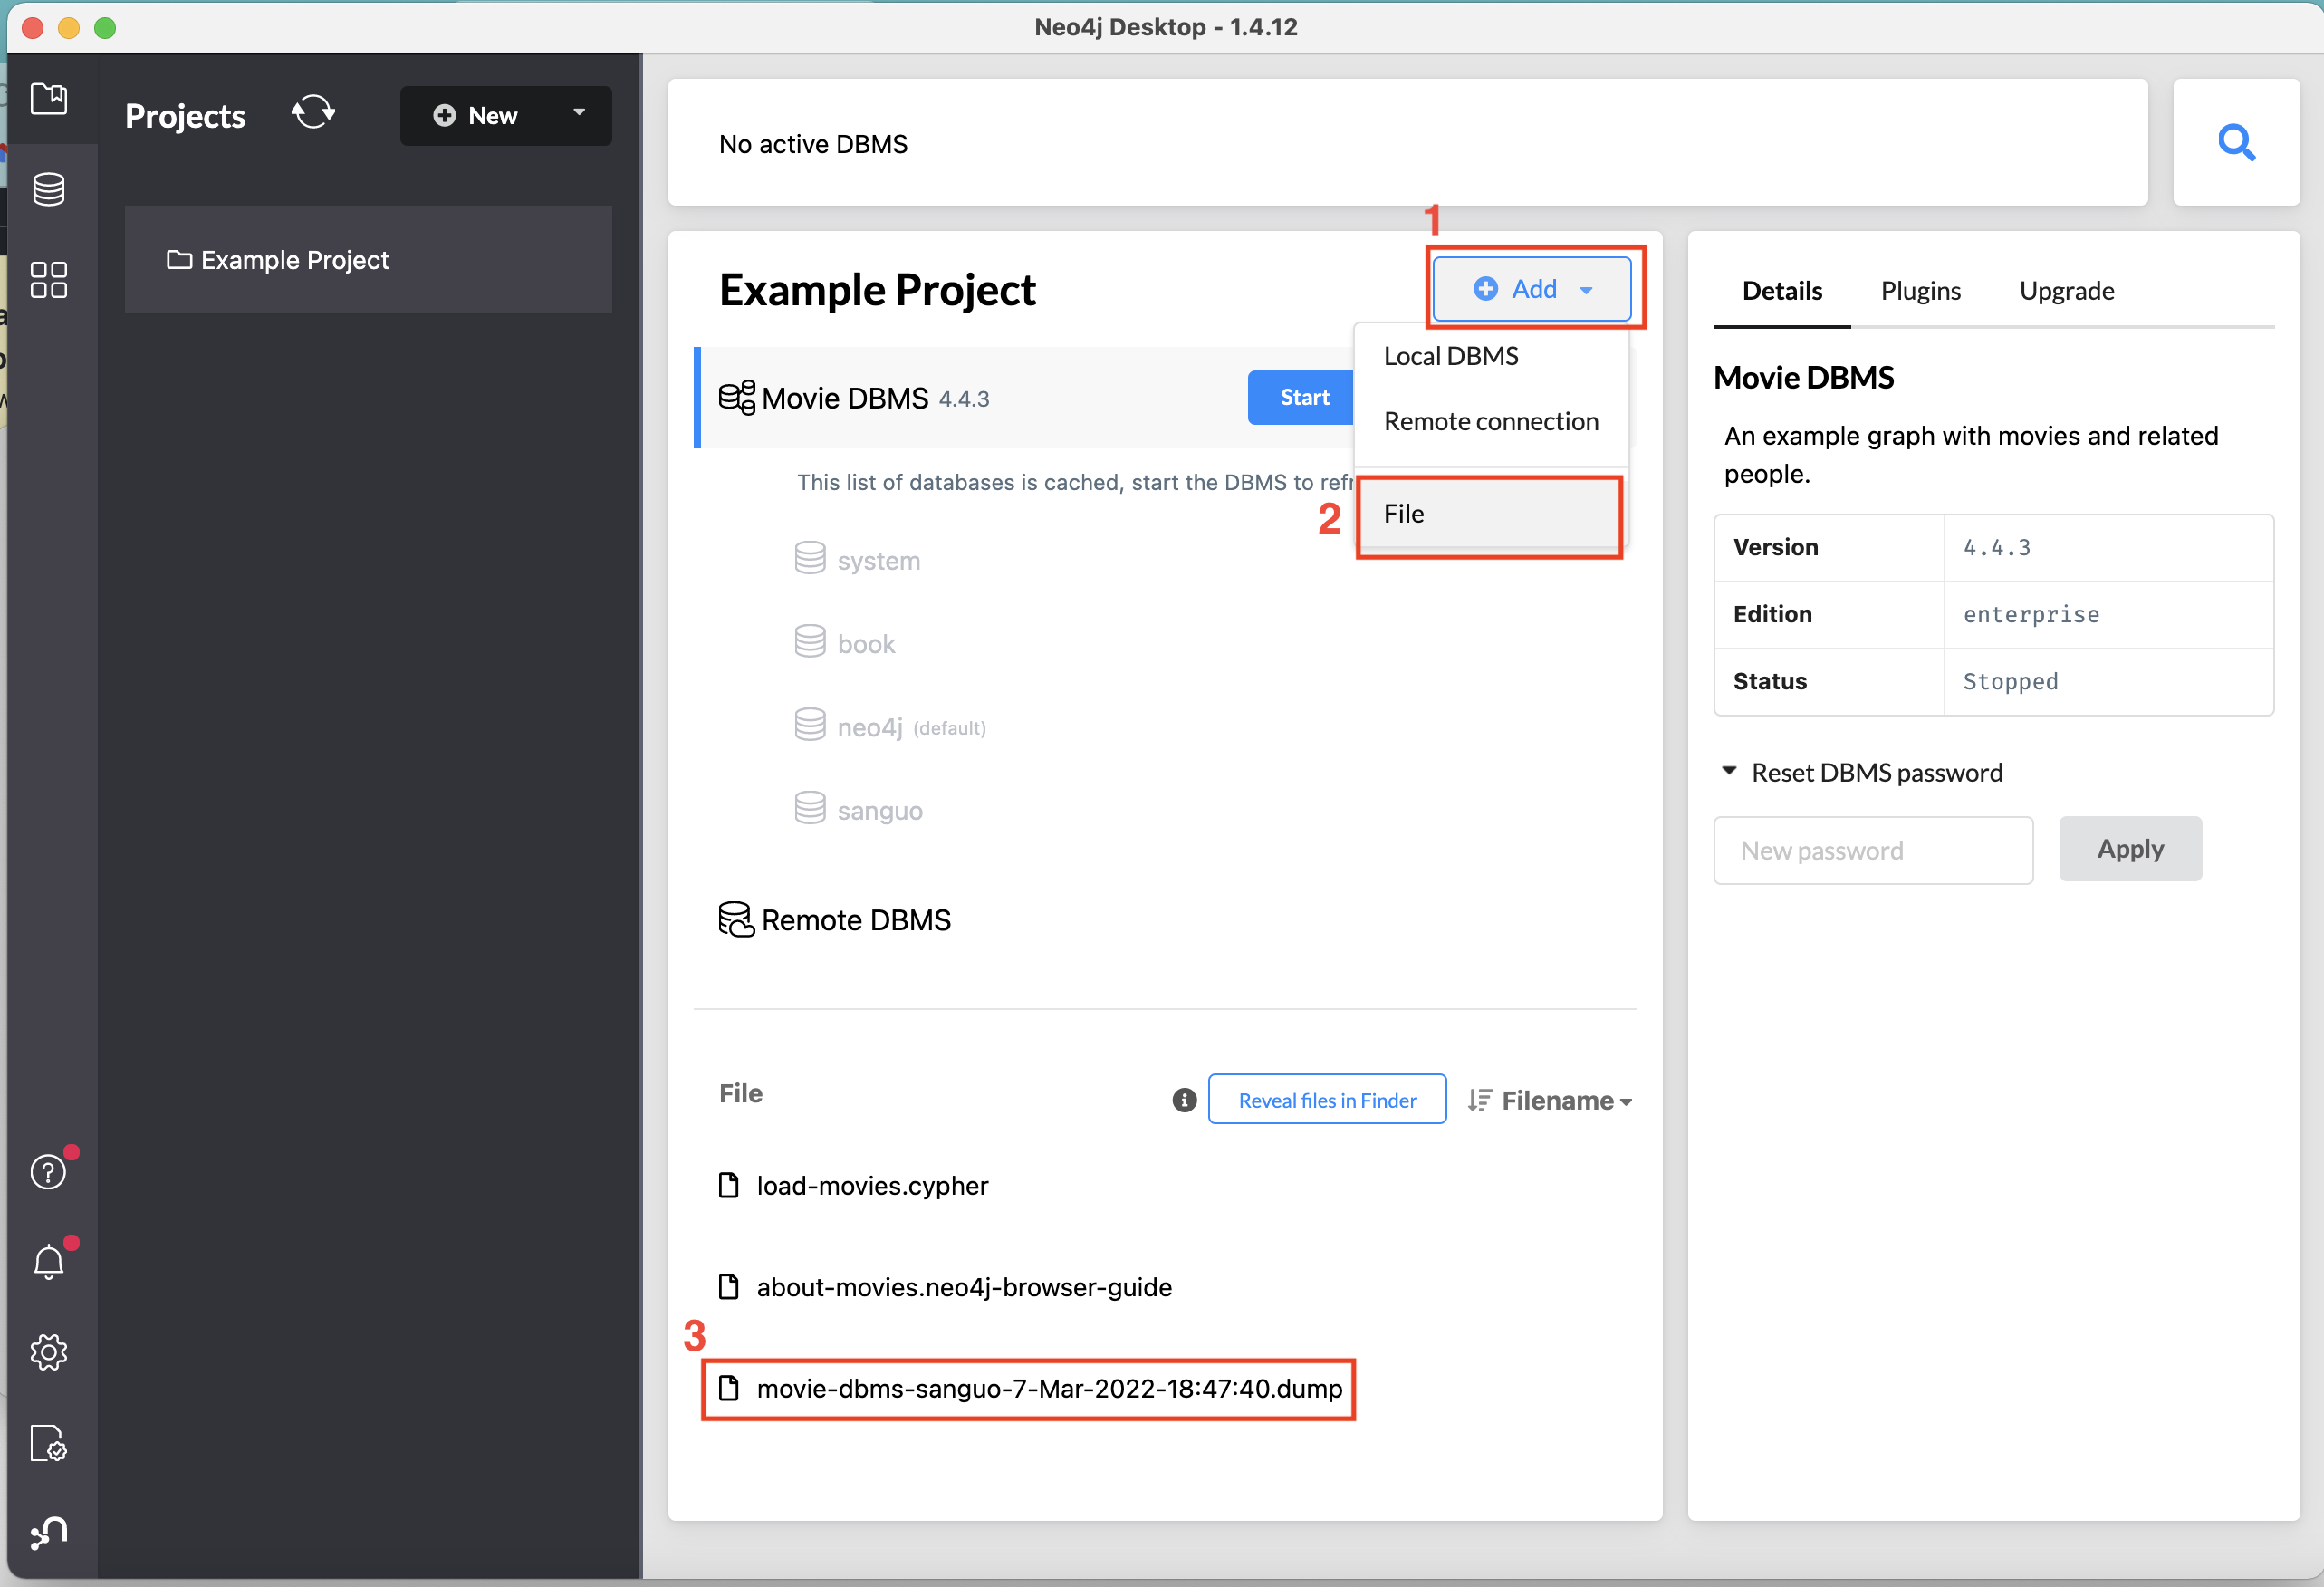 Neo4j Desktop - 1.4.12
Projects
New
Example Project
No active DBMS
1
Example Project
Add
Local DBMS
Remote connection
2
File
Movie DBMS 4.4.3
Start
This list of databases is cached, start the DBMS to refr
system
book
neo4j (default)
sanguo
Remote DBMS
File
Reveal files in Finder
Filename
load-movies.cypher
about-movies.neo4j-browser-guide
3
movie-dbms-sanguo-7-Mar-2022-18:47:40.dump
Details Plugins Upgrade
Movie DBMS
An example graph with movies and related
people.
Version 4.4.3
Edition enterprise
Status Stopped
Reset DBMS password
New password
Apply